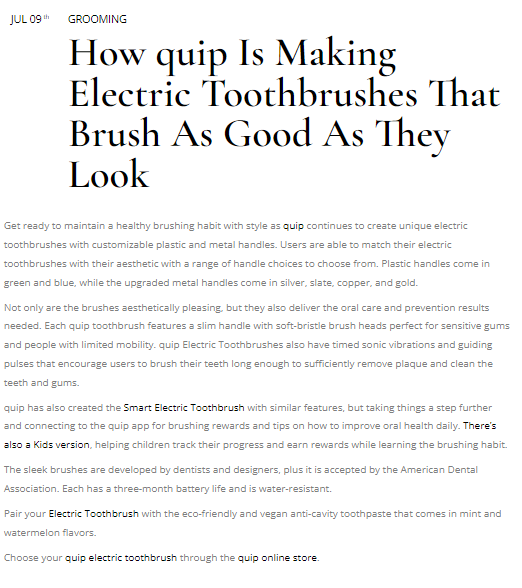 JUL 09th GROOMING
How quip Is Making
Electric Toothbrushes That
Brush As Good As They
Look
Get ready to maintain a healthy brushing habit with style as quip continues to create unique electric
toothbrushes with customizable plastic and metal handles. Users are able to match their electric
toothbrushes with their aesthetic with a range of handle choices to choose from. Plastic handles come in
green and blue, while the upgraded metal handles come in silver, slate, copper, and gold.
Not only are the brushes aesthetically pleasing, but they also deliver the oral care and prevention results
needed. Each quip toothbrush features a slim handle with soft-bristle brush heads perfect for sensitive gums
and people with limited mobility. quip Electric Toothbrushes also have timed sonic vibrations and guiding
pulses that encourage users to brush their teeth long enough to sufficiently remove plaque and clean the
teeth and gums.
quip has also created the Smart Electric Toothbrush with similar features, but taking things a step further
and connecting to the quip app for brushing rewards and tips on how to improve oral health daily. There's
also a Kids version, helping children track their progress and earn rewards while learning the brushing habit.
The sleek brushes are developed by dentists and designers, plus it is accepted by the American Dental
Association. Each has a three-month battery life and is water-resistant.
Pair your Electric Toothbrush with the eco-friendly and vegan anti-cavity toothpaste that comes in mint and
watermelon flavors.
Choose your quip electric toothbrush through the quip online store.